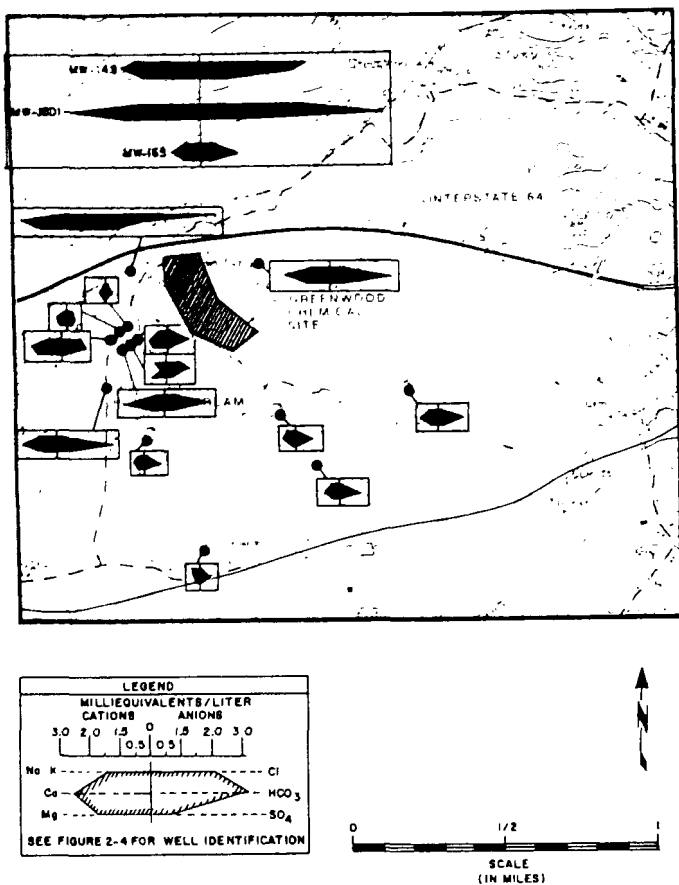 MW-14S
MW-16D1
MW-16S
INTERSTATE 64
GREENWOOD
CHEMICAL
SITE
LEGEND
MILLIEQUIVALENTS/LITER
CATIONS 0 ANIONS
3.0 2.0 1.5 1.5 2.0 3.0
0.5 0.5
Na K Cl
Ca HCO3
Mg SO4
SEE FIGURE 2-4 FOR WELL IDENTIFICATION
N
0 1/2 1
SCALE
(IN MILES)